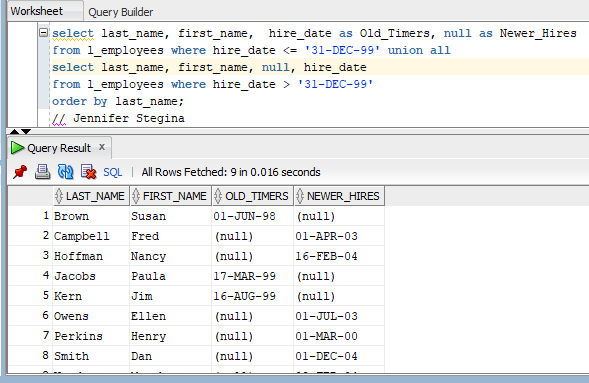 Worksheet Query Builder
select last_name, first_name, hire_date as Old_Timers, null as Newer_Hires
from l_employees where hire_date <= '31-DEC-99' union all
select last_name, first_name, null, hire_date
from l_employees where hire_date > '31-DEC-99'
order by last_name;
// Jennifer Stegina
Query Result x
SQL | All Rows Fetched: 9 in 0.016 seconds
LAST_NAME FIRST_NAME OLD_TIMERS NEWER_HIRES
1 Brown Susan 01-JUN-98 (null)
2 Campbell Fred (null) 01-APR-03
3 Hoffman Nancy (null) 16-FEB-04
4 Jacobs Paula 17-MAR-99 (null)
5 Kern Jim 16-AUG-99 (null)
6 Owens Ellen (null) 01-JUL-03
7 Perkins Henry (null) 01-MAR-00
8 Smith Dan (null) 01-DEC-04